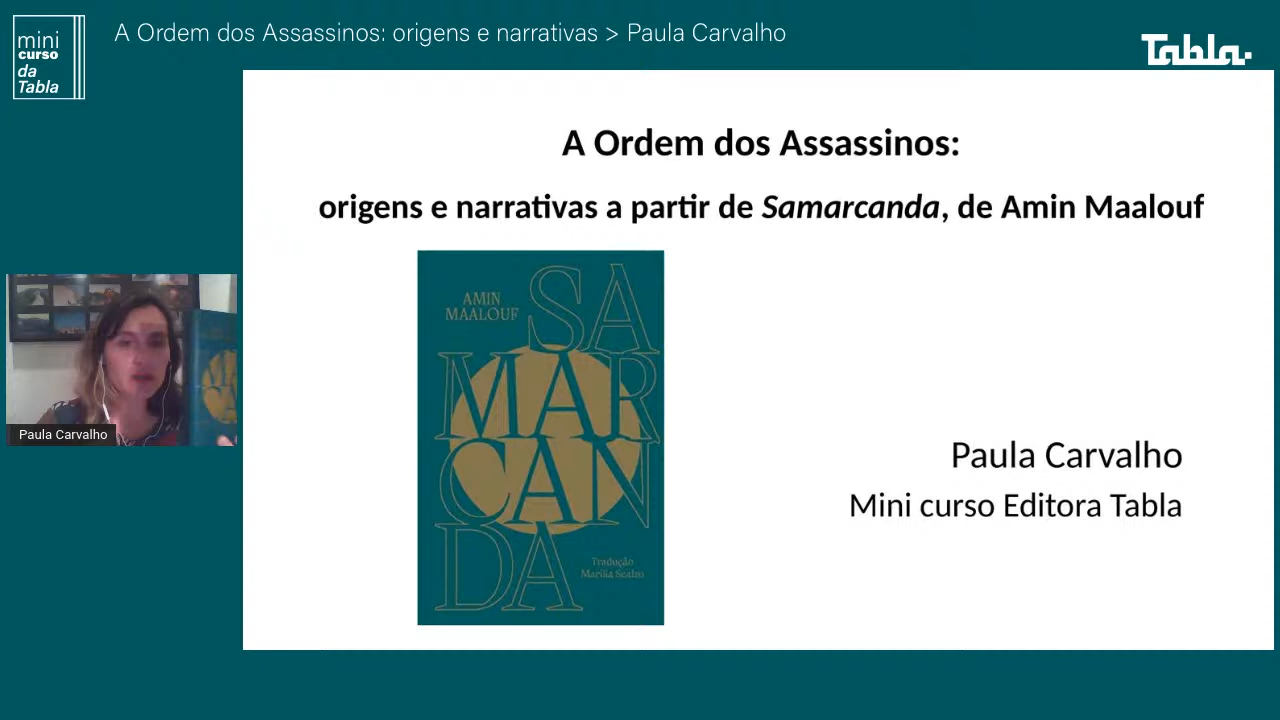 mini
curso
da
Tabla
A Ordem dos Assassinos: origens e narrativas > Paula Carvalho
Tabla.
A Ordem dos Assassinos:
origens e narrativas a partir de Samarcanda, de Amin Maalouf
AMIN
MAALOUF
SA
MAR
CAN
DA
Tradução
Marília Scalzo
Paula Carvalho
Mini curso Editora Tabla
Paula Carvalho